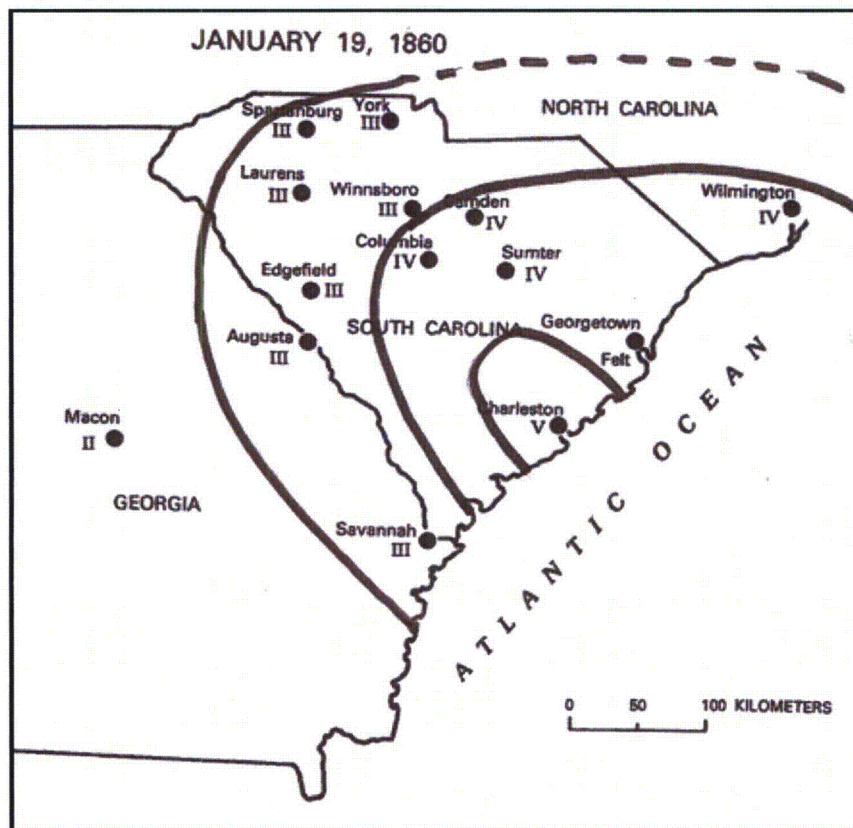 JANUARY 19, 1860
NORTH CAROLINA
Spartanburg
III
York
III
Laurens
III
Winnsboro
III
Camden
IV
Wilmington
IV
Columbia
IV
Sumter
IV
Edgefield
III
SOUTH CAROLINA
Georgetown
Felt
Augusta
III
Charleston
V
Macon
II
GEORGIA
Savannah
III
ATLANTIC OCEAN
0 50 100 KILOMETERS